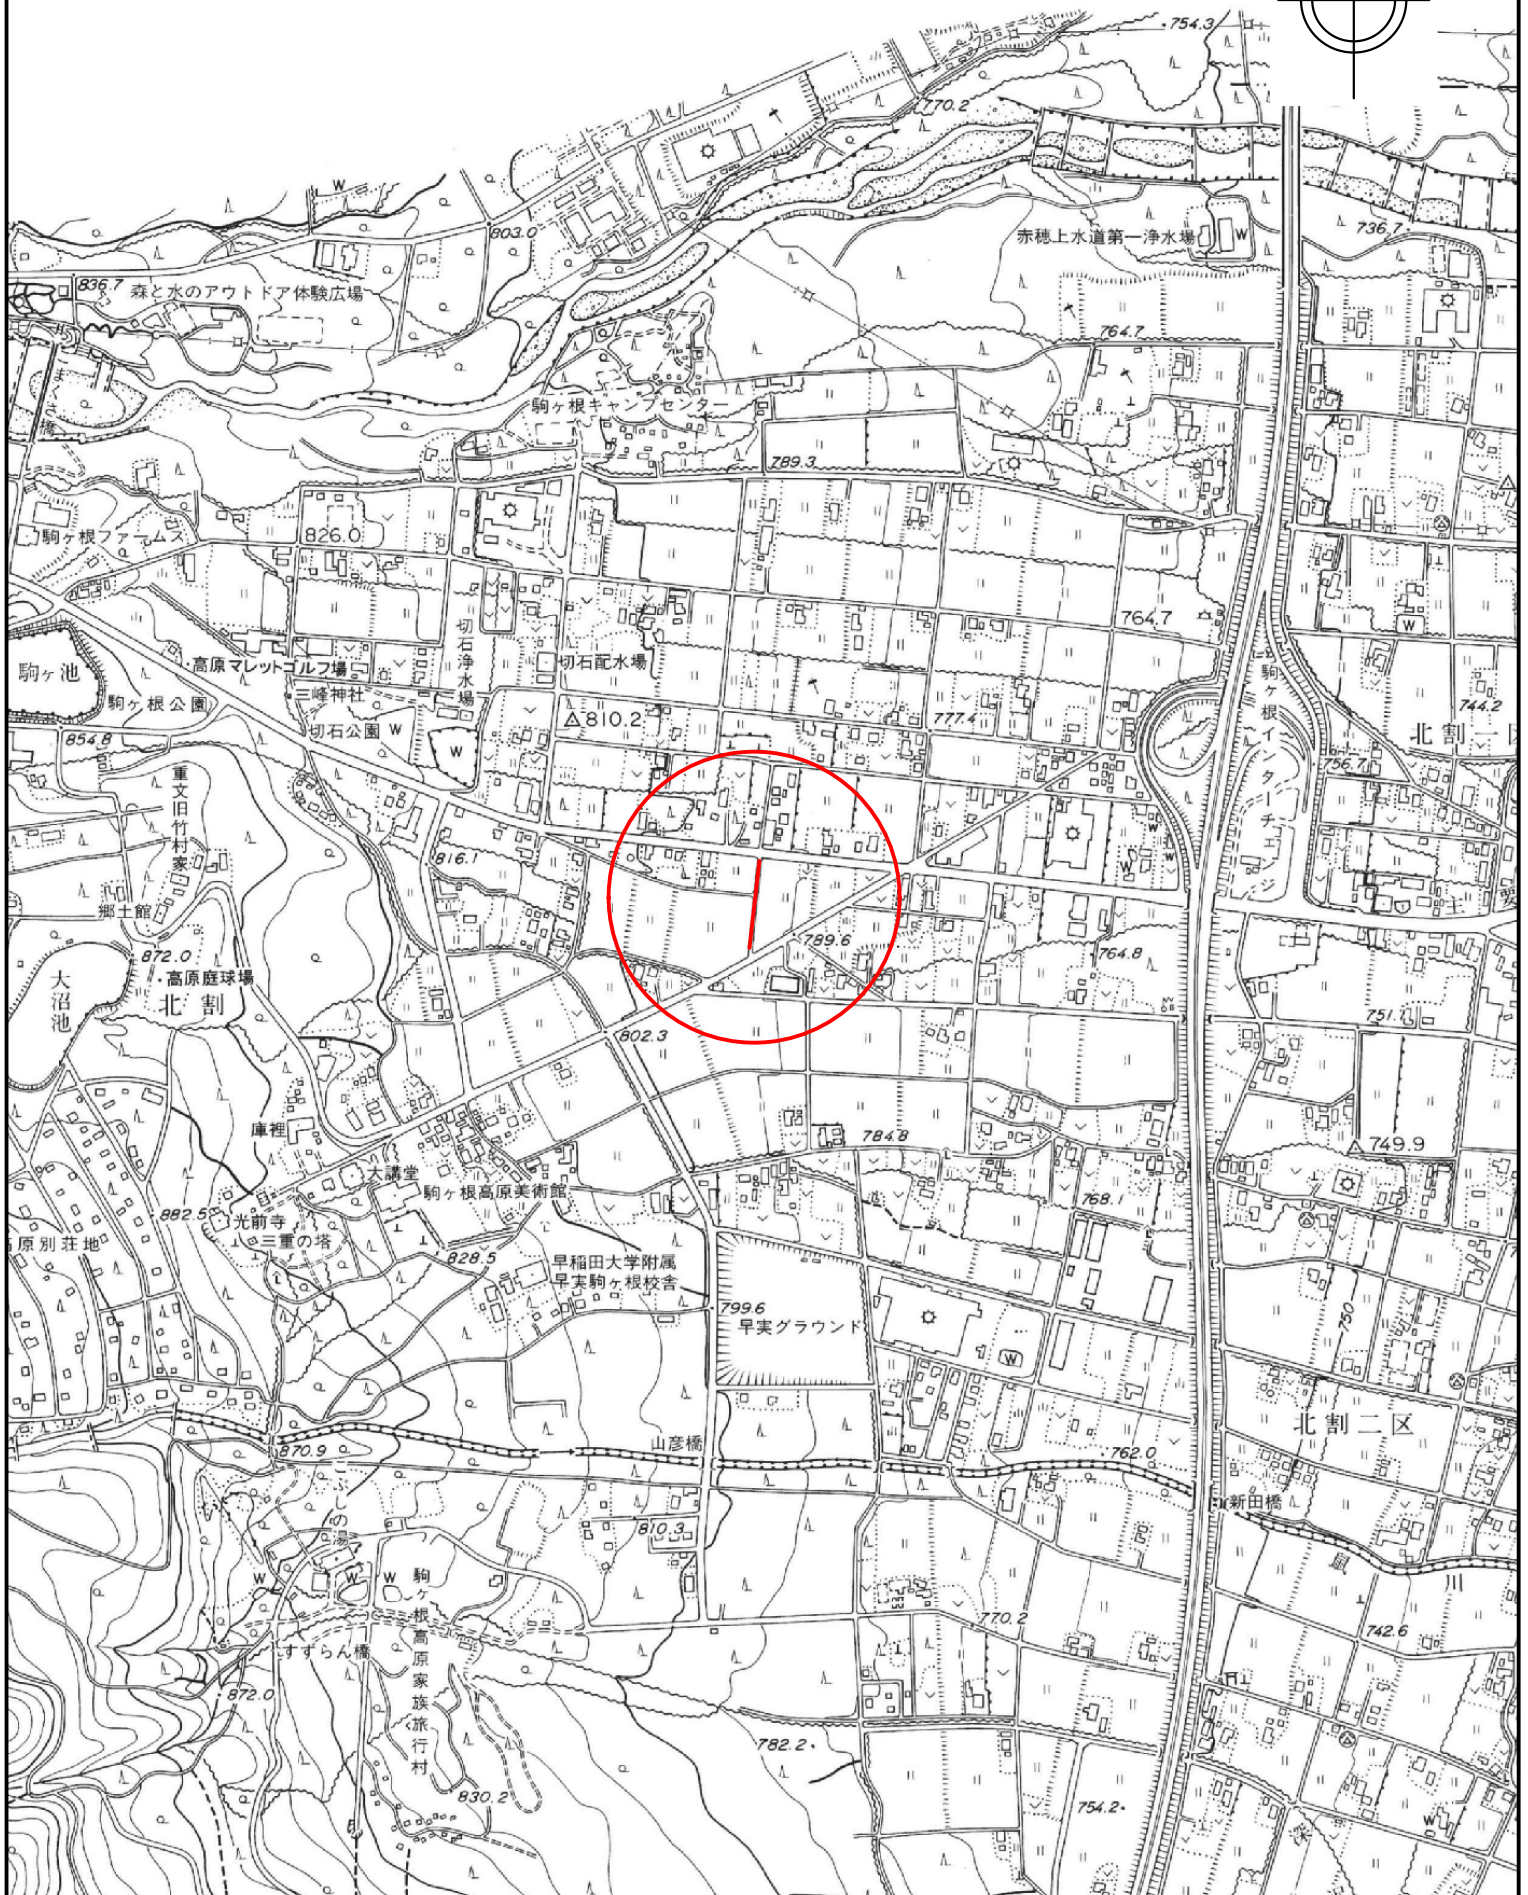 754.3
770.2
803.0
赤穂上水道第一浄水場
W
W
736.7
836.7
森と水のアウトドア体験広場
764.7
駒ヶ根キャンプセンター
789.3
駒ヶ根ファームス
826.0
764.7
W
切石浄水場
切石配水場
駒ヶ池
高原マレットゴルフ場
三峰神社
駒ヶ根公園
切石公園
W
W
810.2
777.4
駒ヶ根インターチェンジ
744.2
北割一区
854.8
756.7
重文旧竹村家
816.1
W
W
W
郷土館
872.0
高原庭球場
大沼池
北割
789.6
764.8
802.3
751.7
庫裡
784.8
749.9
大講堂
駒ヶ根高原美術館
768.1
882.5
光前寺
三重の塔
原別荘地
828.5
早稲田大学附属
早実駒ヶ根校舎
799.6
早実グラウンド
750
W
北割二区
山彦橋
870.9
762.0
こぶしの湯
新田橋
810.3
W
W
W
駒ヶ根高原家族旅行村
鼠川
770.2
742.6
すずらん橋
872.0
782.2
830.2
754.2
W
深